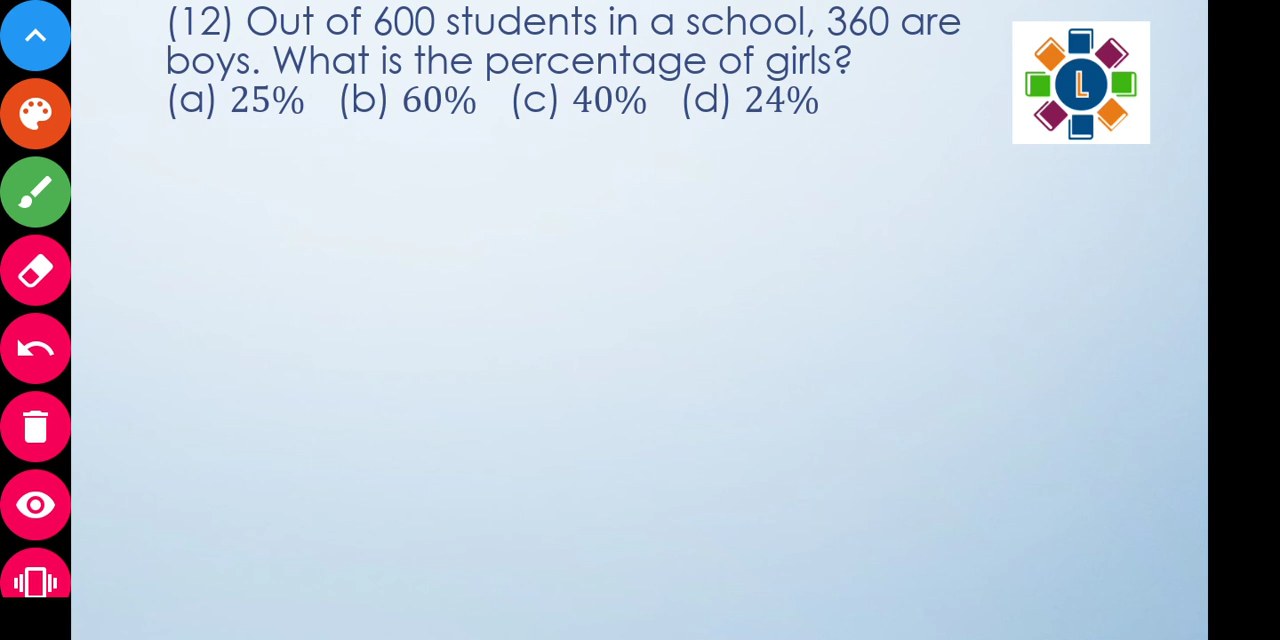 (12) Out of 600 students in a school, 360 are
boys. What is the percentage of girls?
(a) 25% (b) 60% (c) 40% (d) 24%
L